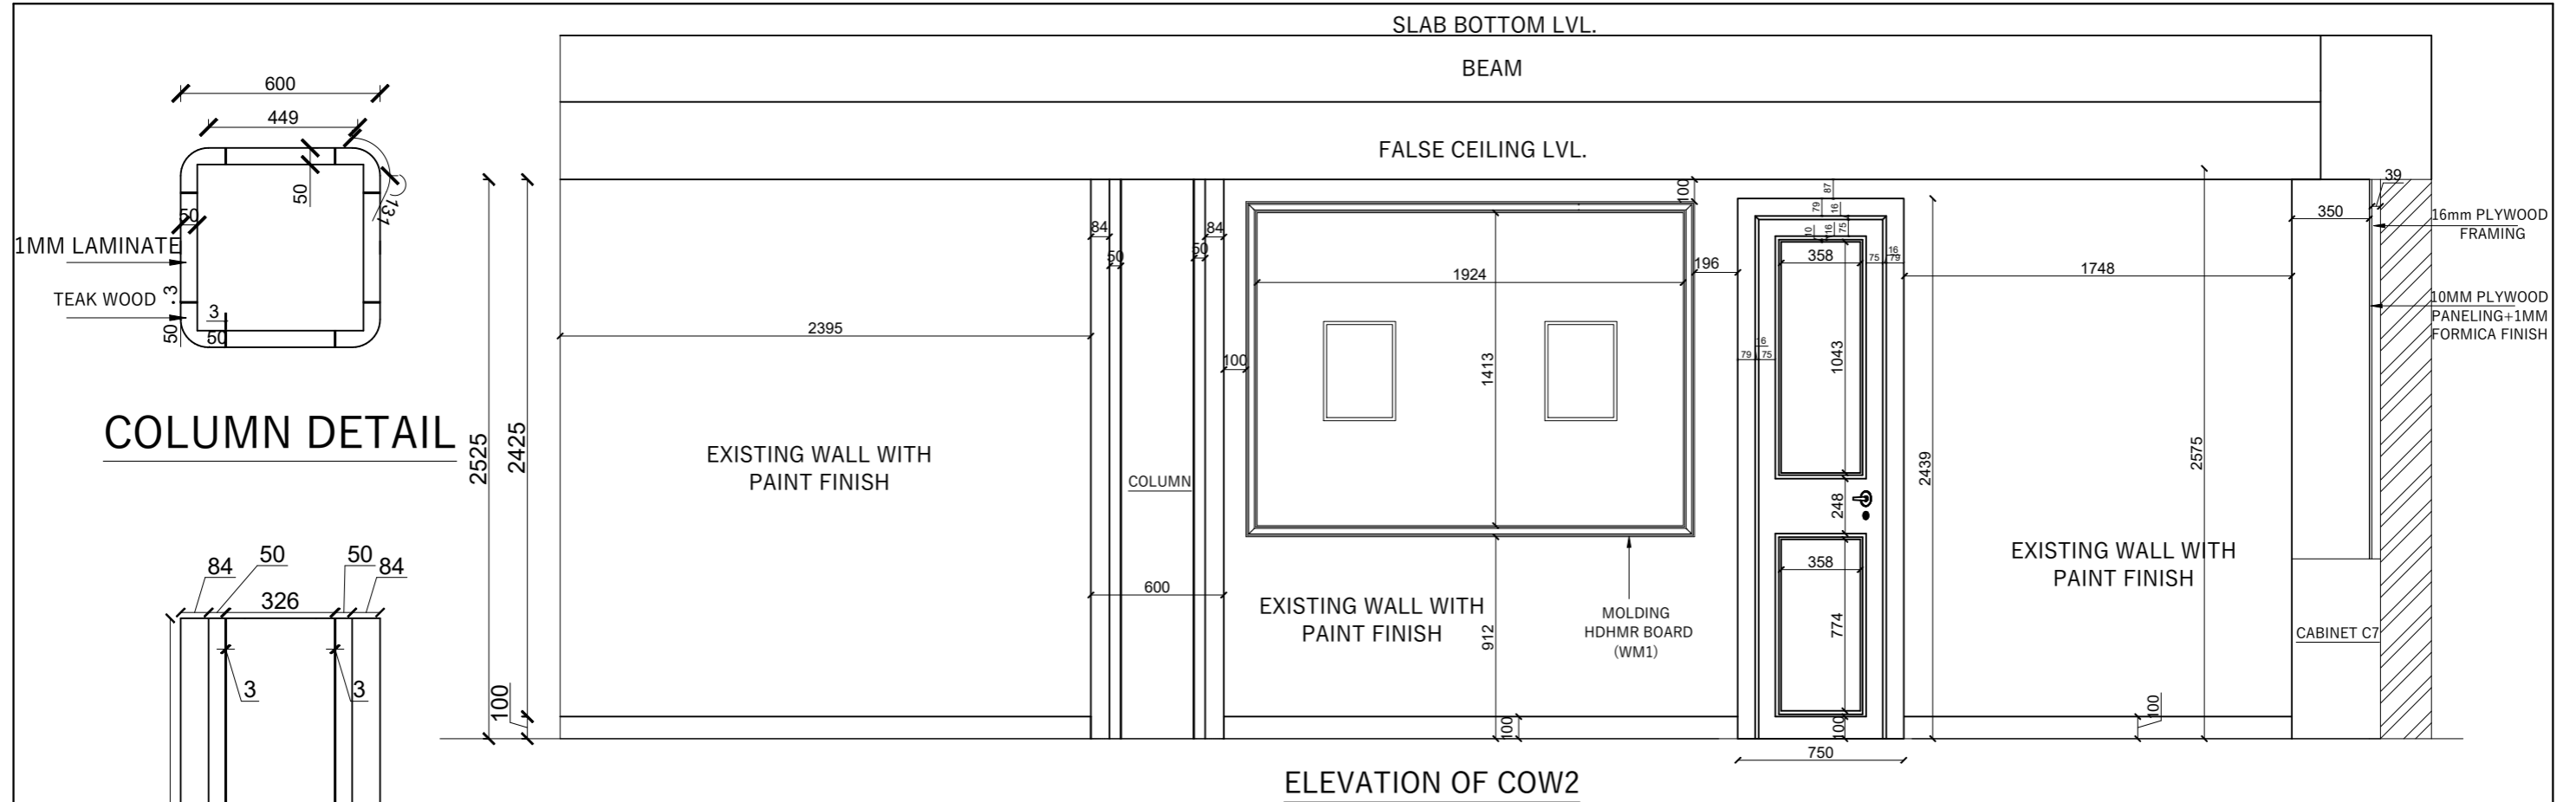 SLAB BOTTOM LVL.
BEAM
FALSE CEILING LVL.
600
449
50
131
50
1MM LAMINATE
TEAK WOOD
3
3
50
50
COLUMN DETAIL
84
50
50
84
326
3
3
2525
2425
100
2395
EXISTING WALL WITH
PAINT FINISH
84
50
84
50
COLUMN
600
100
100
1924
1413
196
912
100
EXISTING WALL WITH
PAINT FINISH
MOLDING
HDHMR BOARD
(WM1)
87
79
16
10
16
75
358
75
16
79
79
16
75
1043
248
358
774
100
750
2439
1748
2575
EXISTING WALL WITH
PAINT FINISH
100
350
39
16mm PLYWOOD
FRAMING
10MM PLYWOOD
PANELING+1MM
FORMICA FINISH
CABINET C7
ELEVATION OF COW2